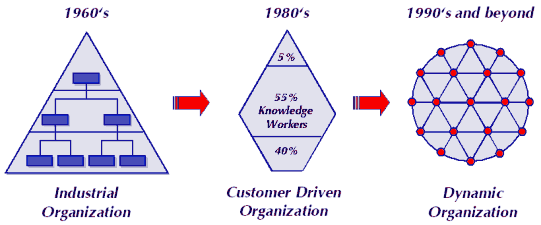 1960's
1980's
1990's and beyond
5 %
55%
Knowledge
Workers
40%
Industrial
Organization
Customer Driven
Organization
Dynamic
Organization